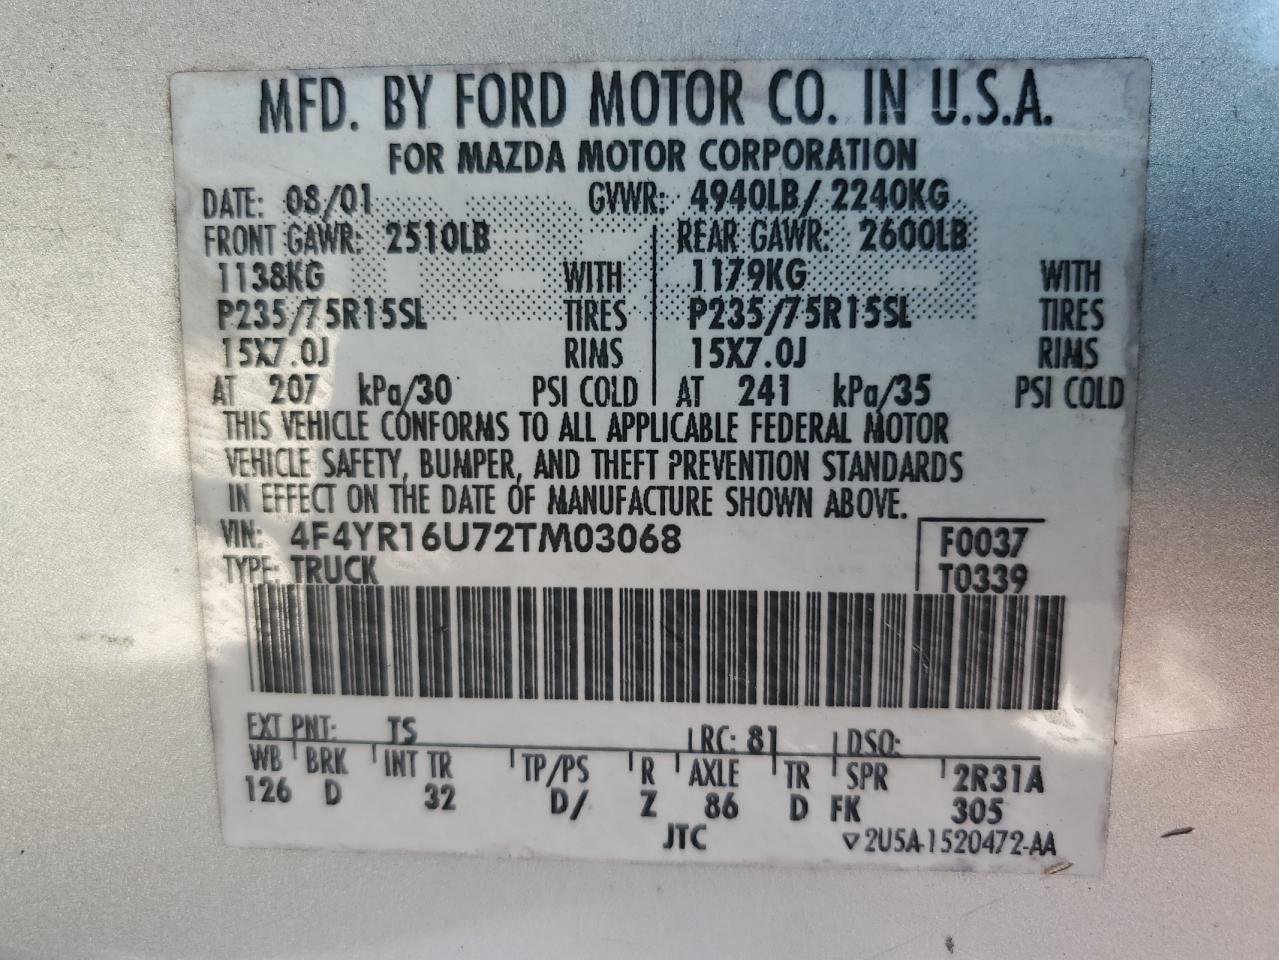 MFD. BY FORD MOTOR CO. IN U.S.A.
FOR MAZDA MOTOR CORPORATION
DATE: 08/01 GVWR: 4940LB/ 2240KG
FRONT GAWR: 2510LB REAR GAWR: 2600LB
1138KG WITH 1179KG WITH
P235/75R15SL TIRES P235/75R15SL TIRES
15X7.0J RIMS 15X7.0J RIMS
AT 207 kPa/30 PSI COLD AT 241 kPa/35 PSI COLD
THIS VEHICLE CONFORMS TO ALL APPLICABLE FEDERAL MOTOR
VEHICLE SAFETY, BUMPER, AND THEFT PREVENTION STANDARDS
IN EFFECT ON THE DATE OF MANUFACTURE SHOWN ABOVE.
VIN: 4F4YR16U72TM03068 F0037
TYPE: TRUCK T0339
EXT PNT: TS RC: 81 DSO:
WB BRK INT TR TP/PS R AXLE TR SPR 2R31A
126 D 32 D/ Z 86 D FK 305
JTC ▽2U5A-1520472-AA